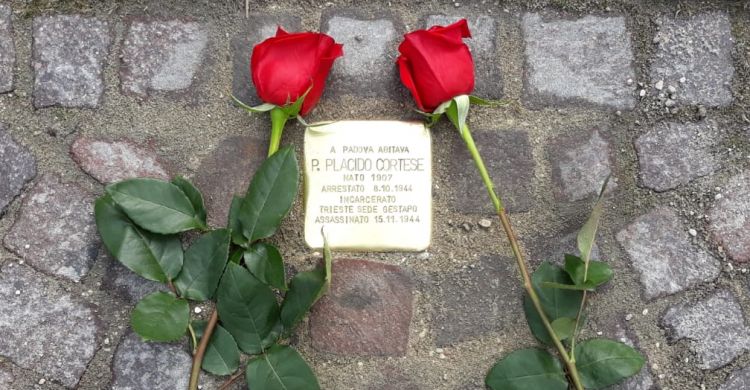 A PADOVA ABITAVA
P. PLACIDO CORTESE
NATO 1907
ARRESTATO 8.10.1944
INCARCERATO
TRIESTE SEDE GESTAPO
ASSASSINATO 15.11.1944